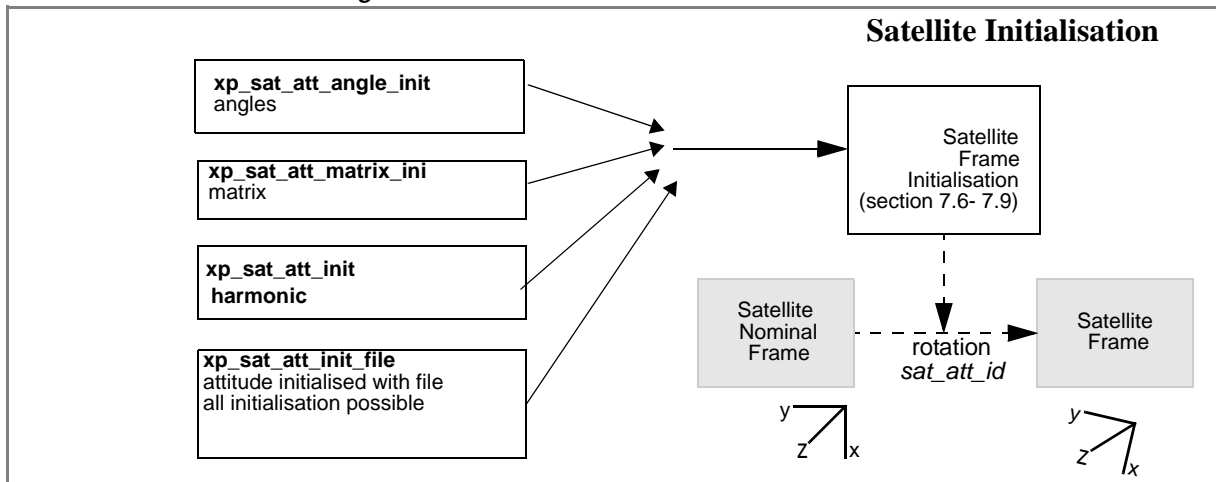 Satellite Initialisation
xp_sat_att_angle_init
angles
xp_sat_att_matrix_ini
matrix
xp_sat_att_init
harmonic
xp_sat_att_init_file
attitude initialised with file
all initialisation possible
Satellite
Frame
Initialisation
(section 7.6- 7.9)
Satellite
Nominal
Frame
rotation
sat_att_id
Satellite
Frame
y
z
x
y
z
x